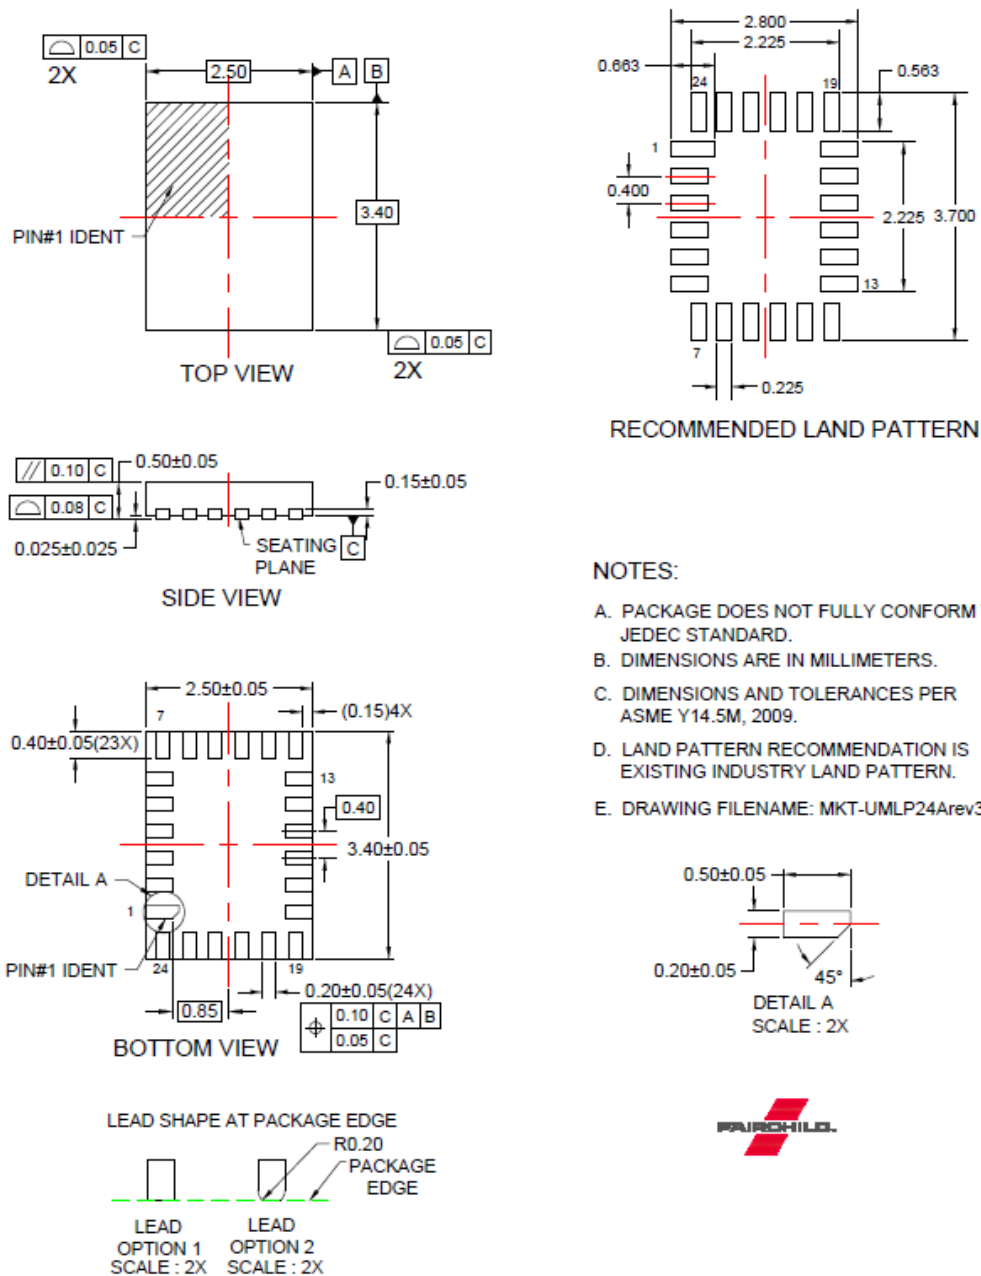 ⌓ 0.05 C
2X
2.50
A
B
3.40
PIN#1 IDENT
⌓ 0.05 C
2X
TOP VIEW
2.800
2.225
0.663
24
19
0.563
1
0.400
2.225
3.700
13
7
0.225
RECOMMENDED LAND PATTERN
// 0.10 C
0.50±0.05
0.15±0.05
⌓ 0.08 C
0.025±0.025
SEATING
PLANE
C
SIDE VIEW
NOTES:
A. PACKAGE DOES NOT FULLY CONFORM
JEDEC STANDARD.
B. DIMENSIONS ARE IN MILLIMETERS.
C. DIMENSIONS AND TOLERANCES PER
ASME Y14.5M, 2009.
D. LAND PATTERN RECOMMENDATION IS
EXISTING INDUSTRY LAND PATTERN.
E. DRAWING FILENAME: MKT-UMLP24Arev3
2.50±0.05
7
(0.15)4X
0.40±0.05(23X)
13
0.40
3.40±0.05
DETAIL A
1
PIN#1 IDENT
24
19
0.20±0.05(24X)
0.85
⌖ 0.10 C A B
0.05 C
BOTTOM VIEW
0.50±0.05
0.20±0.05
45°
DETAIL A
SCALE : 2X
LEAD SHAPE AT PACKAGE EDGE
R0.20
PACKAGE
EDGE
LEAD
OPTION 1
SCALE : 2X
LEAD
OPTION 2
SCALE : 2X
FAIRCHILD.